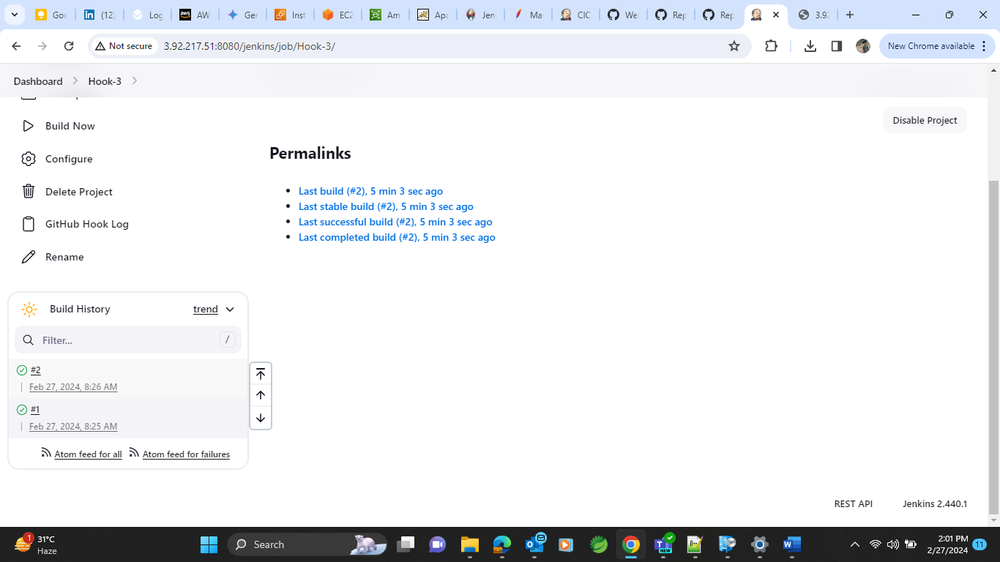 Goc
(12)
Log
aws AW
Ger
Inst
EC2
Am
Apa
Jen
Ma
CIC
Wel
Rep
Rep
3.92
Not secure
3.92.217.51:8080/jenkins/job/Hook-3/
New Chrome available
Dashboard
Hook-3
Build Now
Disable Project
Configure
Permalinks
Delete Project
Last build (#2), 5 min 3 sec ago
Last stable build (#2), 5 min 3 sec ago
GitHub Hook Log
Last successful build (#2), 5 min 3 sec ago
Last completed build (#2), 5 min 3 sec ago
Rename
Build History
trend
Filter...
/
#2
Feb 27, 2024, 8:26 AM
#1
Feb 27, 2024, 8:25 AM
Atom feed for all
Atom feed for failures
REST API
Jenkins 2.440.1
1
31°C
Haze
Search
NEW
2:01 PM
2/27/2024
11